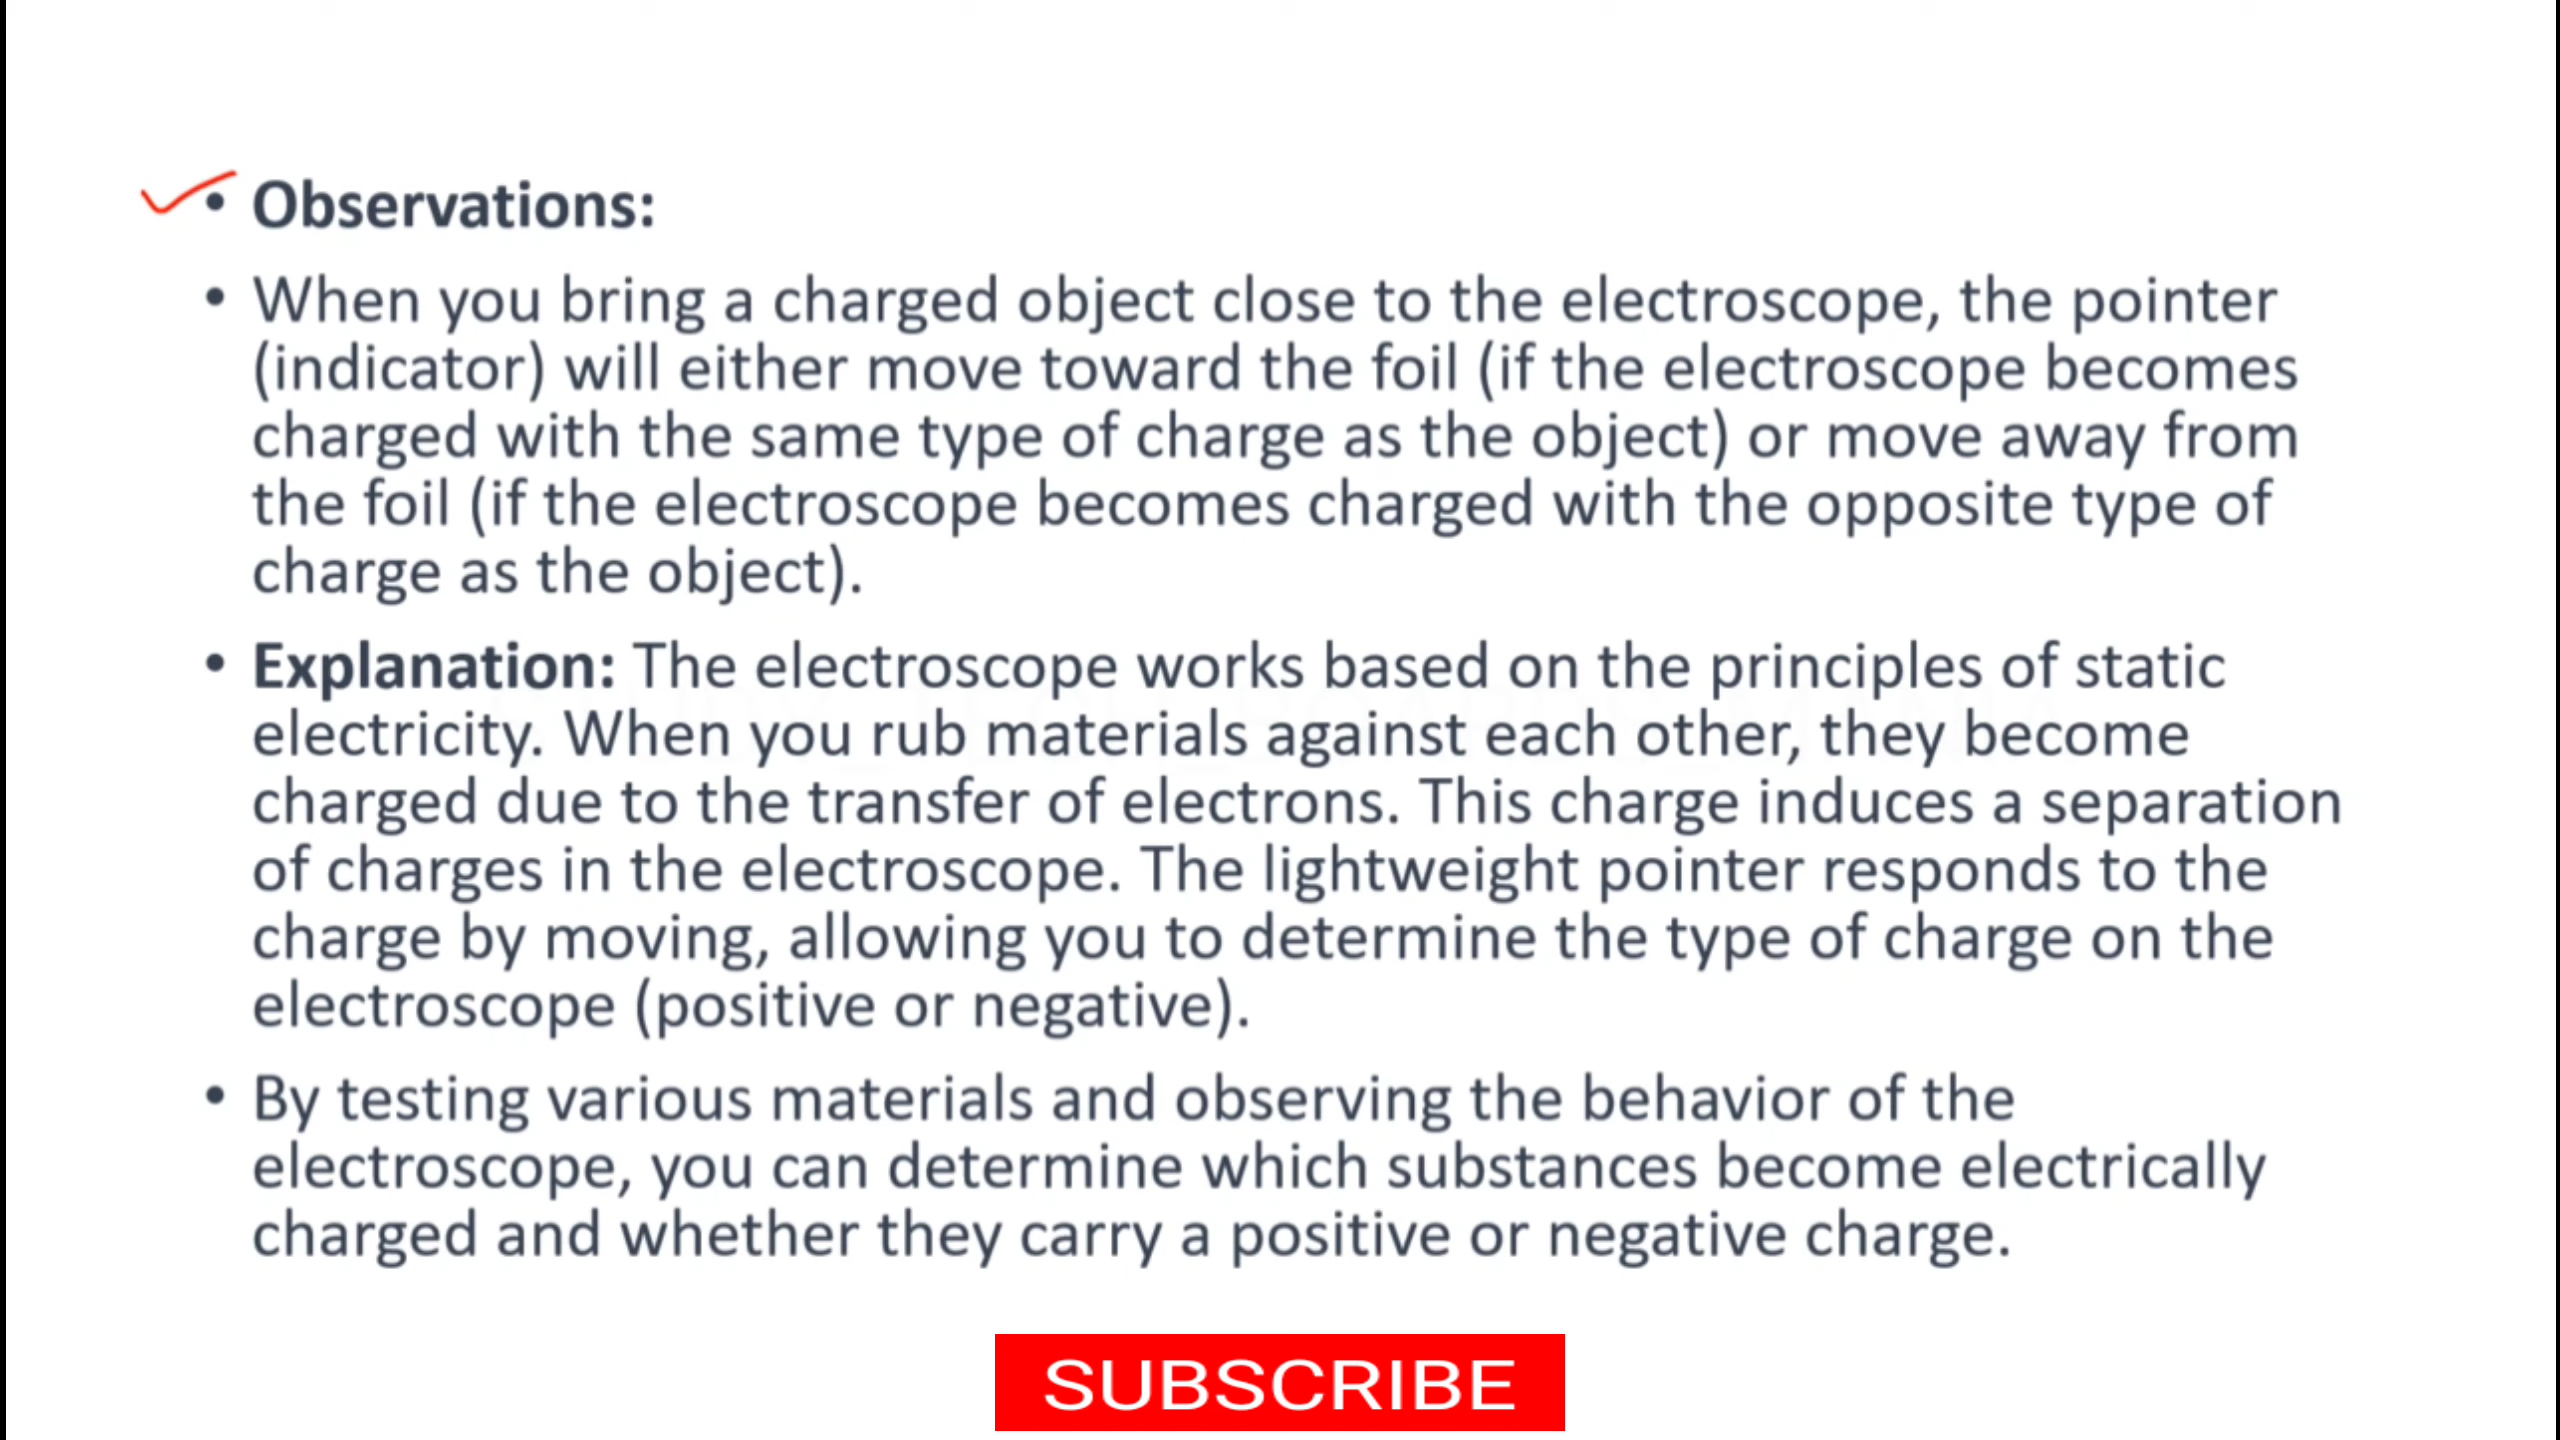 • Observations:
• When you bring a charged object close to the electroscope, the pointer
(indicator) will either move toward the foil (if the electroscope becomes
charged with the same type of charge as the object) or move away from
the foil (if the electroscope becomes charged with the opposite type of
charge as the object).
• Explanation: The electroscope works based on the principles of static
electricity. When you rub materials against each other, they become
charged due to the transfer of electrons. This charge induces a separation
of charges in the electroscope. The lightweight pointer responds to the
charge by moving, allowing you to determine the type of charge on the
electroscope (positive or negative).
• By testing various materials and observing the behavior of the
electroscope, you can determine which substances become electrically
charged and whether they carry a positive or negative charge.
SUBSCRIBE